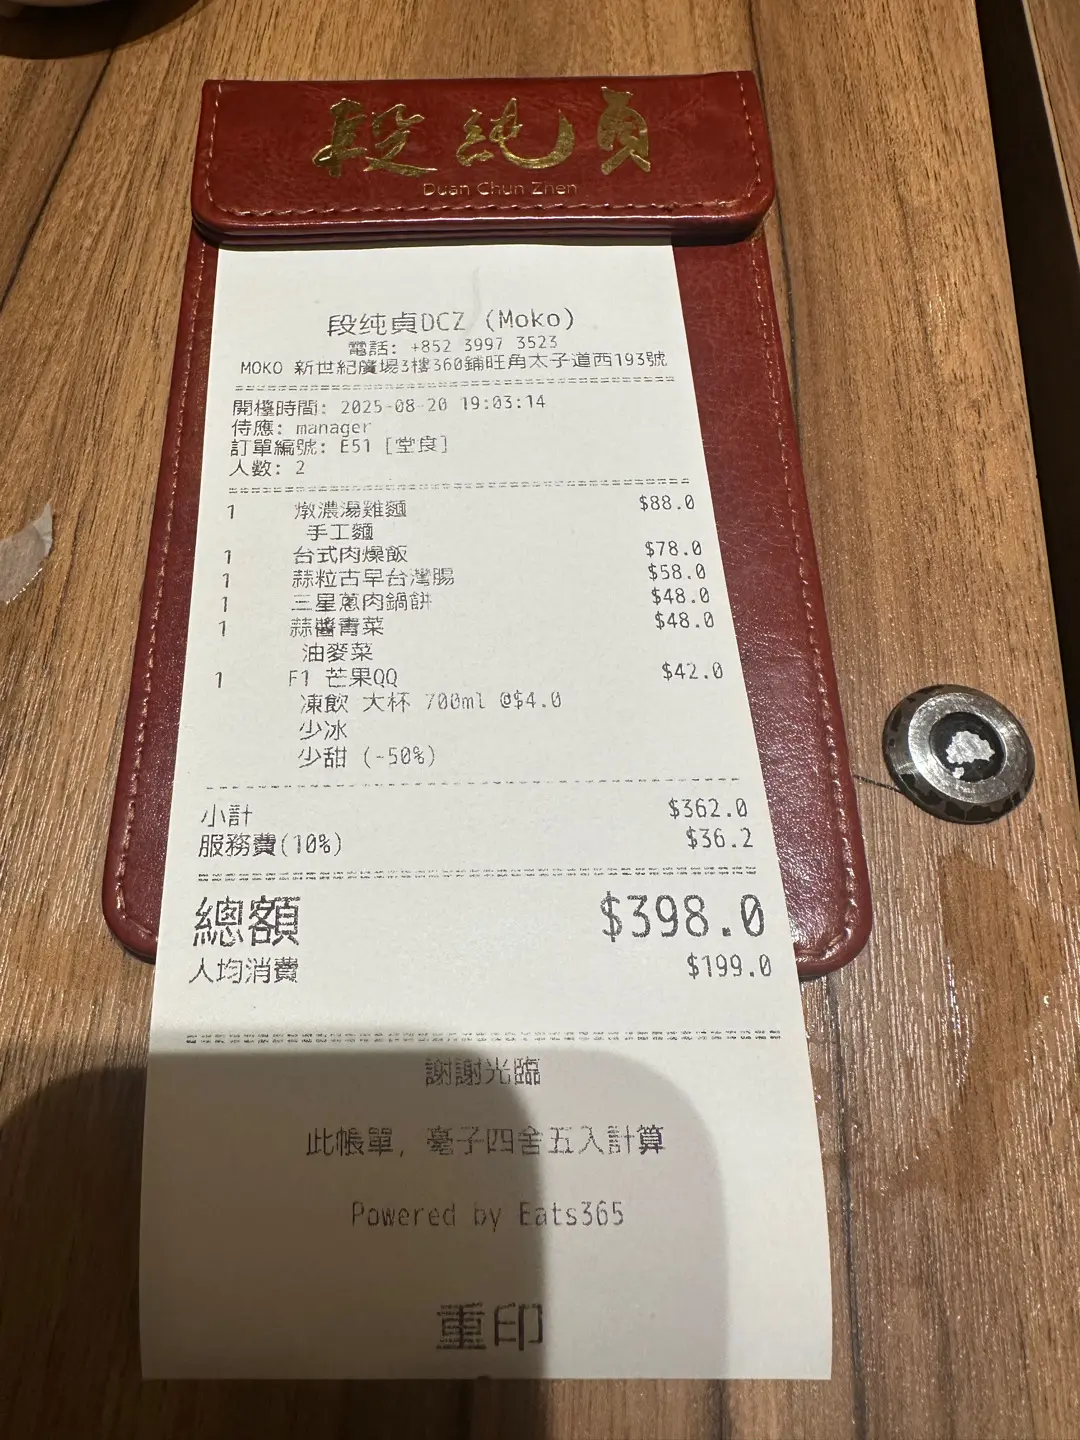 段純貞
Duan Chun Zhen
段纯貞DCZ (Moko)
電話: +852 3997 3523
MOKO 新世紀廣場3樓360鋪旺角太子道西193號
開檯時間: 2025-08-20 19:03:14
侍應: manager
訂單編號: E51 [堂食]
人數: 2
1 燉濃湯雞麵 $88.0
手工麵
1 台式肉燥飯 $78.0
1 蒜粒古早台灣腸 $58.0
1 三星蔥肉鍋餅 $48.0
1 蒜醬青菜 $48.0
油麥菜
1 F1 芒果QQ $42.0
凍飲 大杯 700ml @$4.0
少冰
少甜 (-50%)
小計 $362.0
服務費(10%) $36.2
總額 $398.0
人均消費 $199.0
謝謝光臨
此帳單, 毫子四舍五入計算
Powered by Eats365
重印